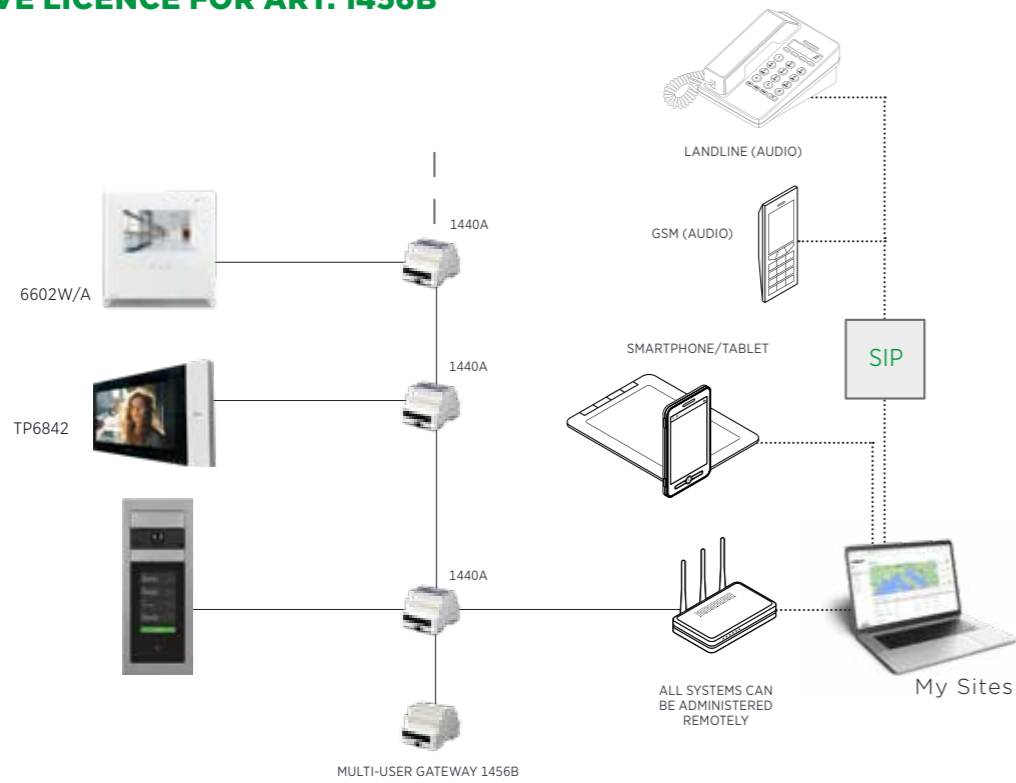 VE LICENCE FOR ART. 1456B
LANDLINE (AUDIO)
1440A
GSM (AUDIO)
6602W/A
SMARTPHONE/TABLET
SIP
1440A
TP6842
1440A
ALL SYSTEMS CAN
BE ADMINISTERED
REMOTELY
My Sites
MULTI-USER GATEWAY 1456B